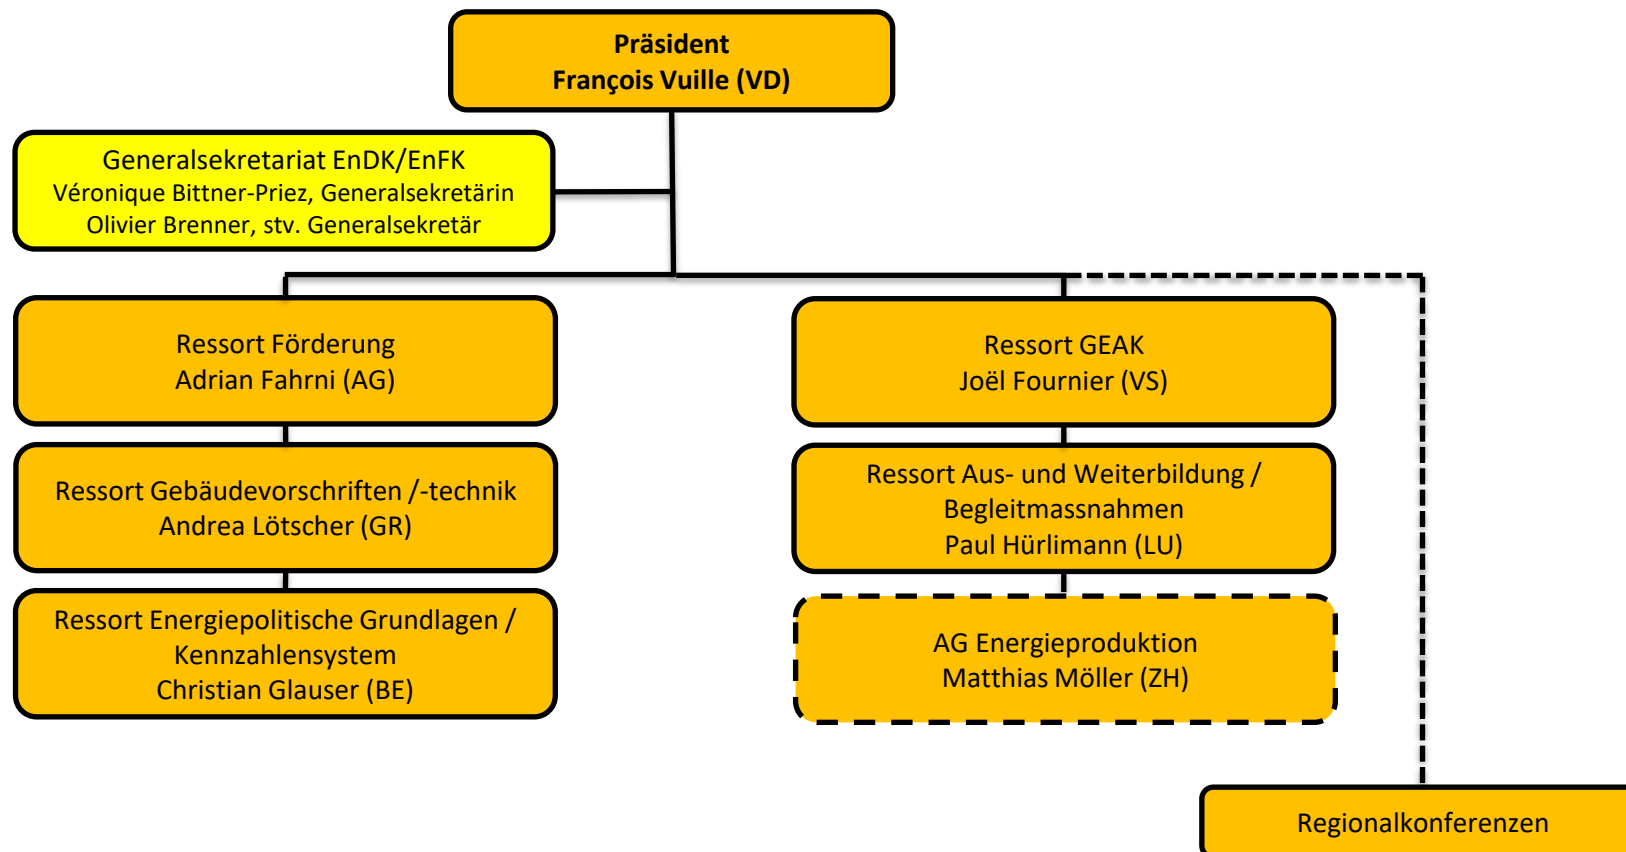 Präsident
François Vuille (VD)
Generalsekretariat EnDK/EnFK
Véronique Bittner-Priez, Generalsekretärin
Olivier Brenner, stv. Generalsekretär
Ressort Förderung
Adrian Fahrni (AG)
Ressort GEAK
Joël Fournier (VS)
Ressort Gebäudevorschriften /-technik
Andrea Lötscher (GR)
Ressort Aus- und Weiterbildung /
Begleitmassnahmen
Paul Hürlimann (LU)
Ressort Energiepolitische Grundlagen /
Kennzahlensystem
Christian Glauser (BE)
AG Energieproduktion
Matthias Möller (ZH)
Regionalkonferenzen